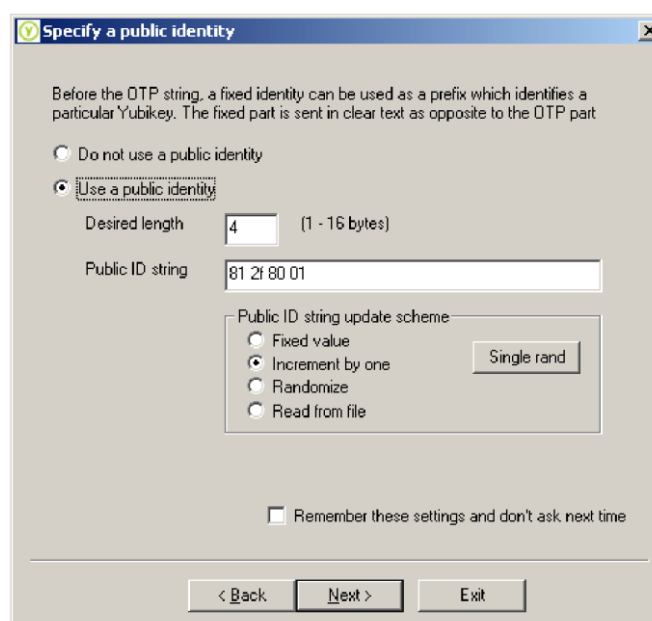 Specify a public identity
Before the OTP string, a fixed identity can be used as a prefix which identifies a
particular Yubikey. The fixed part is sent in clear text as opposite to the OTP part
Do not use a public identity
Use a public identity
Desired length 4 (1 - 16 bytes)
Public ID string 81 2f 80 01
Public ID string update scheme
Fixed value
Increment by one Single rand
Randomize
Read from file
Remember these settings and don't ask next time
< Back Next > Exit